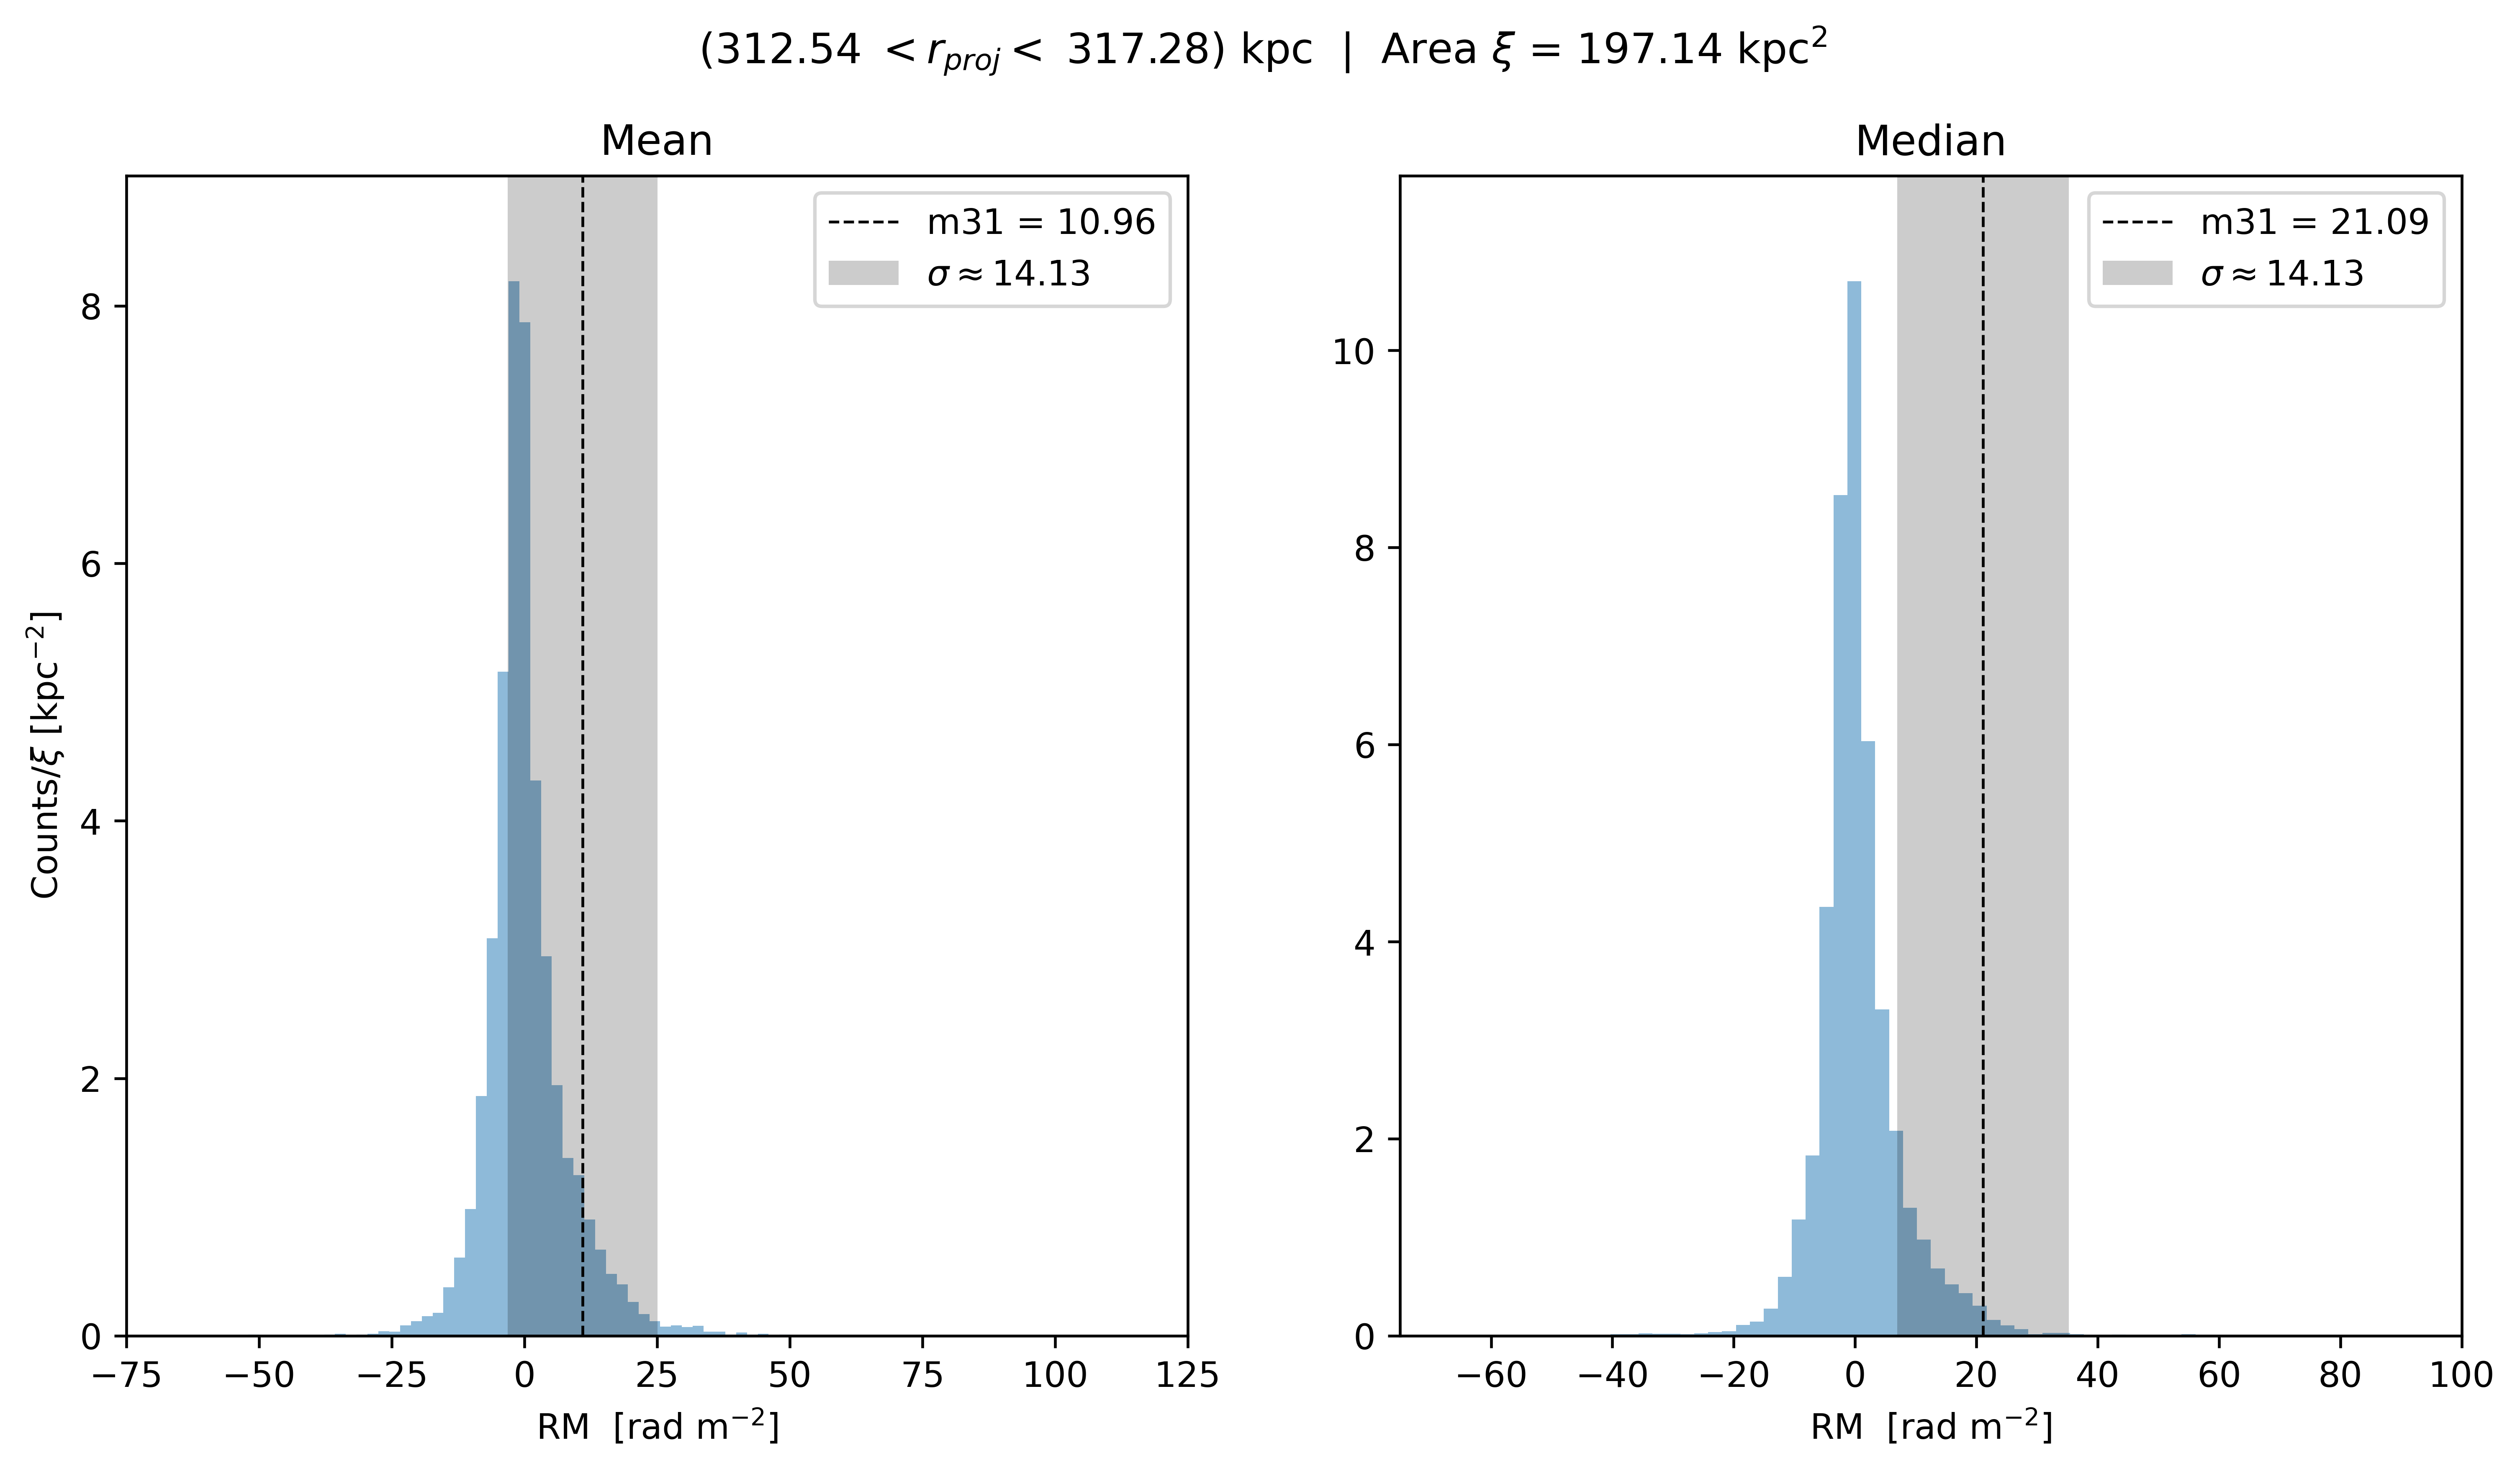 (312.54 < r_proj < 317.28) kpc | Area ξ = 197.14 kpc²
Mean
m31 = 10.96
σ ≈ 14.13
Counts/ξ [kpc⁻²]
8
6
4
2
0
−75 −50 −25 0 25 50 75 100 125
RM [rad m⁻²]
Median
m31 = 21.09
σ ≈ 14.13
10
8
6
4
2
0
−60 −40 −20 0 20 40 60 80 100
RM [rad m⁻²]